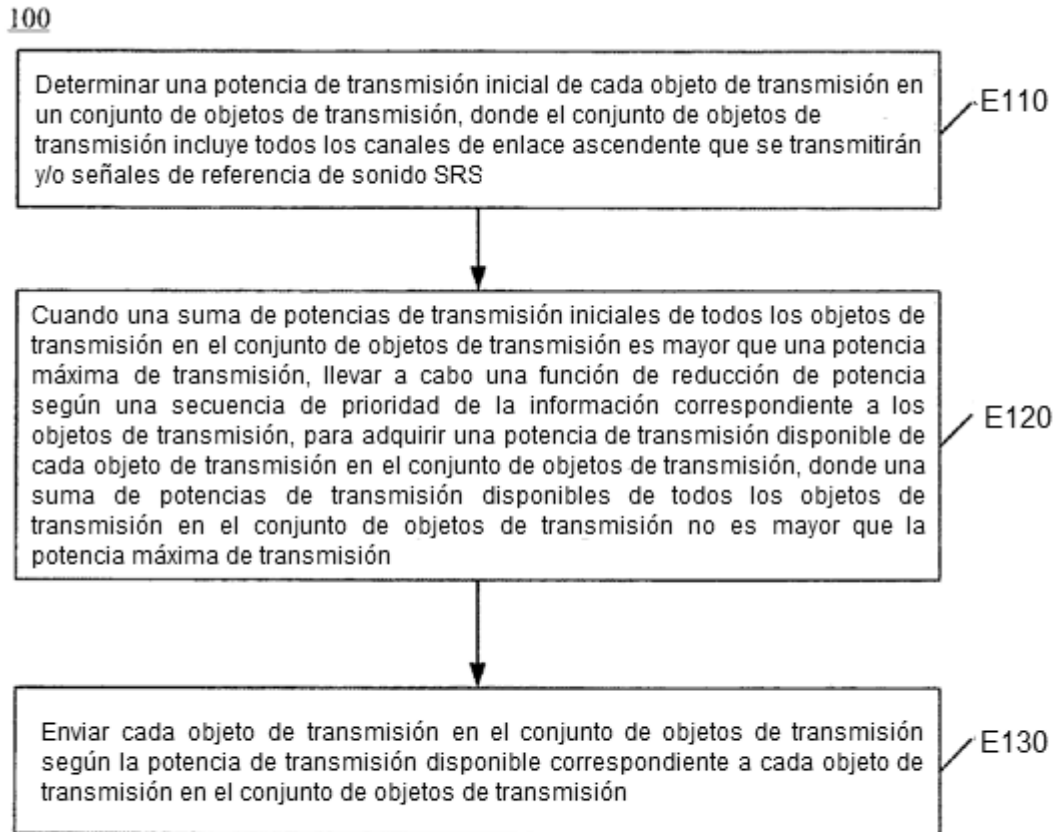 100
Determinar una potencia de transmisión inicial de cada objeto de transmisión en
un conjunto de objetos de transmisión, donde el conjunto de objetos de
transmisión incluye todos los canales de enlace ascendente que se transmitirán
y/o señales de referencia de sonido SRS
E110
Cuando una suma de potencias de transmisión iniciales de todos los objetos de
transmisión en el conjunto de objetos de transmisión es mayor que una potencia
máxima de transmisión, llevar a cabo una función de reducción de potencia
según una secuencia de prioridad de la información correspondiente a los
objetos de transmisión, para adquirir una potencia de transmisión disponible de
cada objeto de transmisión en el conjunto de objetos de transmisión, donde una
suma de potencias de transmisión disponibles de todos los objetos de
transmisión en el conjunto de objetos de transmisión no es mayor que la
potencia máxima de transmisión
E120
Enviar cada objeto de transmisión en el conjunto de objetos de transmisión
según la potencia de transmisión disponible correspondiente a cada objeto de
transmisión en el conjunto de objetos de transmisión
E130